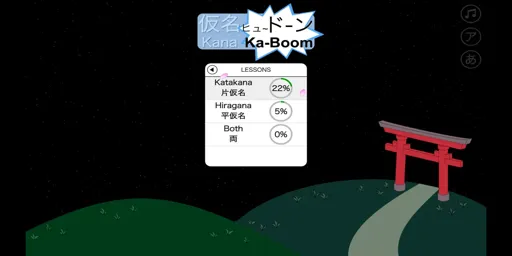 仮名
ヒュ～ドーン
Kana Ka-Boom
LESSONS
Katakana
片仮名
22%
Hiragana
平仮名
5%
Both
両
0%
ア
あ